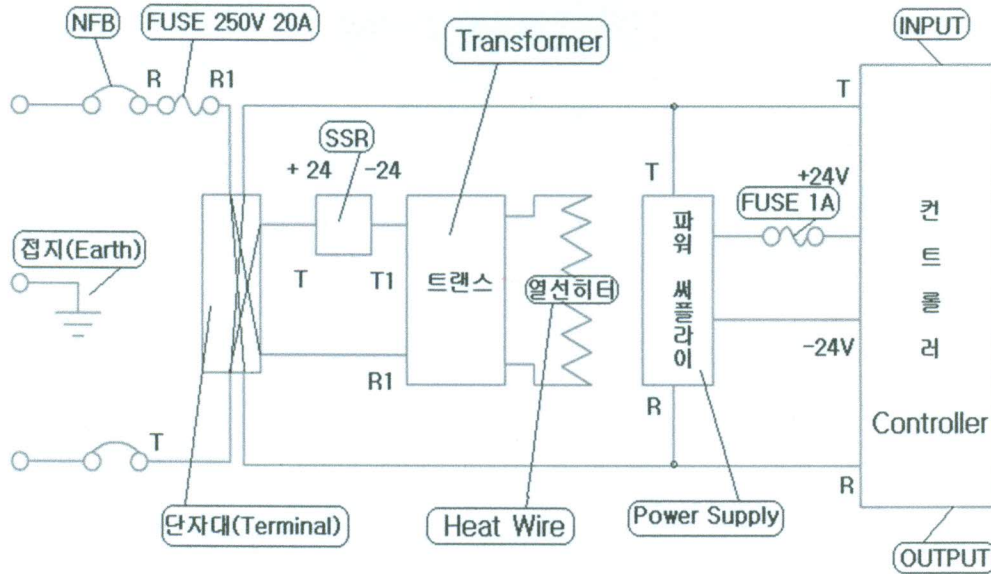 NFB
FUSE 250V 20A
Transformer
INPUT
R
R1
T
SSR
+ 24
-24
T
+24V
FUSE 1A
접지(Earth)
T
T1
트랜스
열선히터
파워 써플라이
컨트롤러
-24V
R1
R
Controller
T
R
단자대(Terminal)
Heat Wire
Power Supply
OUTPUT